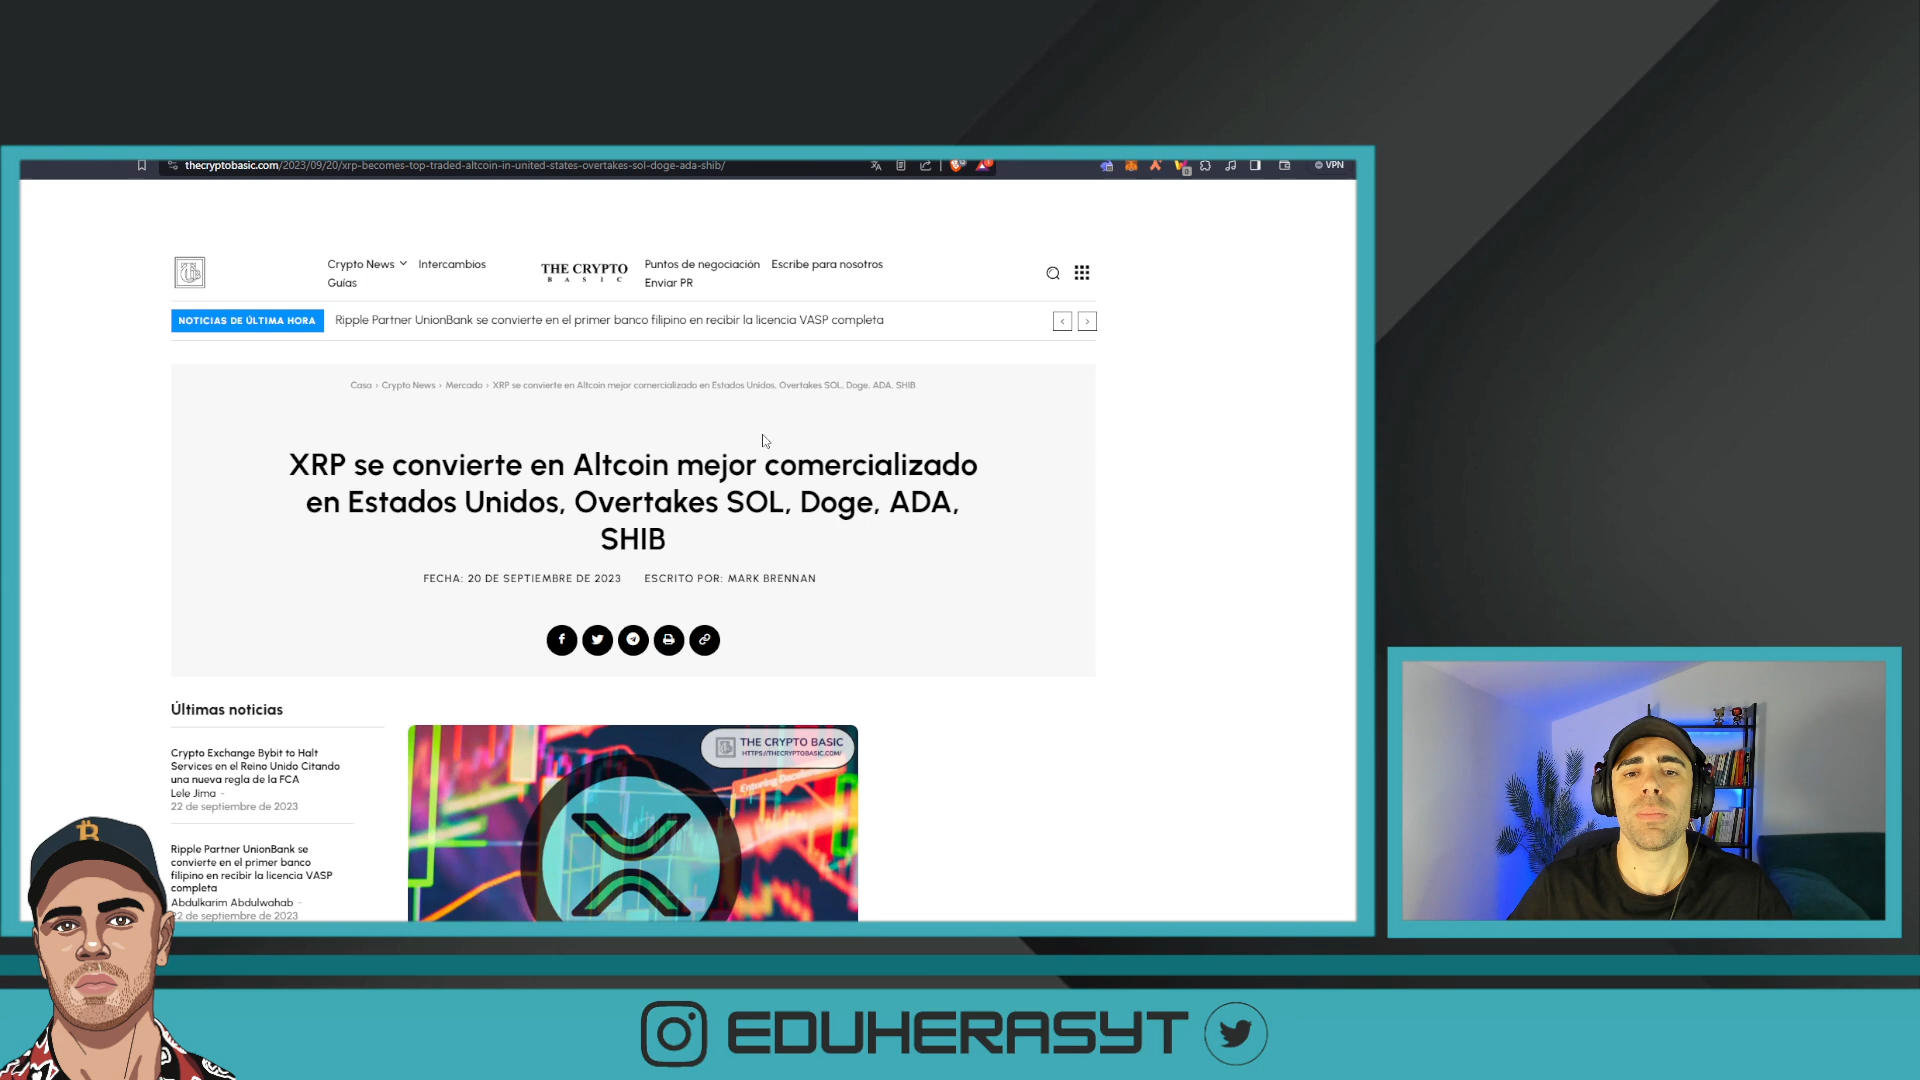 thecryptobasic.com/2023/09/20/xrp-becomes-top-traded-altcoin-in-united-states-overtakes-sol-doge-ada-shib/
VPN
Crypto News
Intercambios
Guías
THE CRYPTO
BASIC
Puntos de negociación
Escribe para nosotros
Enviar PR
NOTICIAS DE ÚLTIMA HORA
Ripple Partner UnionBank se convierte en el primer banco filipino en recibir la licencia VASP completa
Casa › Crypto News › Mercado › XRP se convierte en Altcoin mejor comercializado en Estados Unidos, Overtakes SOL, Doge, ADA, SHIB
XRP se convierte en Altcoin mejor comercializado
en Estados Unidos, Overtakes SOL, Doge, ADA,
SHIB
FECHA: 20 DE SEPTIEMBRE DE 2023
ESCRITO POR: MARK BRENNAN
Últimas noticias
Crypto Exchange Bybit to Halt
Services en el Reino Unido Citando
una nueva regla de la FCA
Lele Jima -
22 de septiembre de 2023
Ripple Partner UnionBank se
convierte en el primer banco
filipino en recibir la licencia VASP
completa
Abdulkarim Abdulwahab -
22 de septiembre de 2023
THE CRYPTO BASIC
HTTPS://THECRYPTOBASIC.COM/
EDUHERASYT